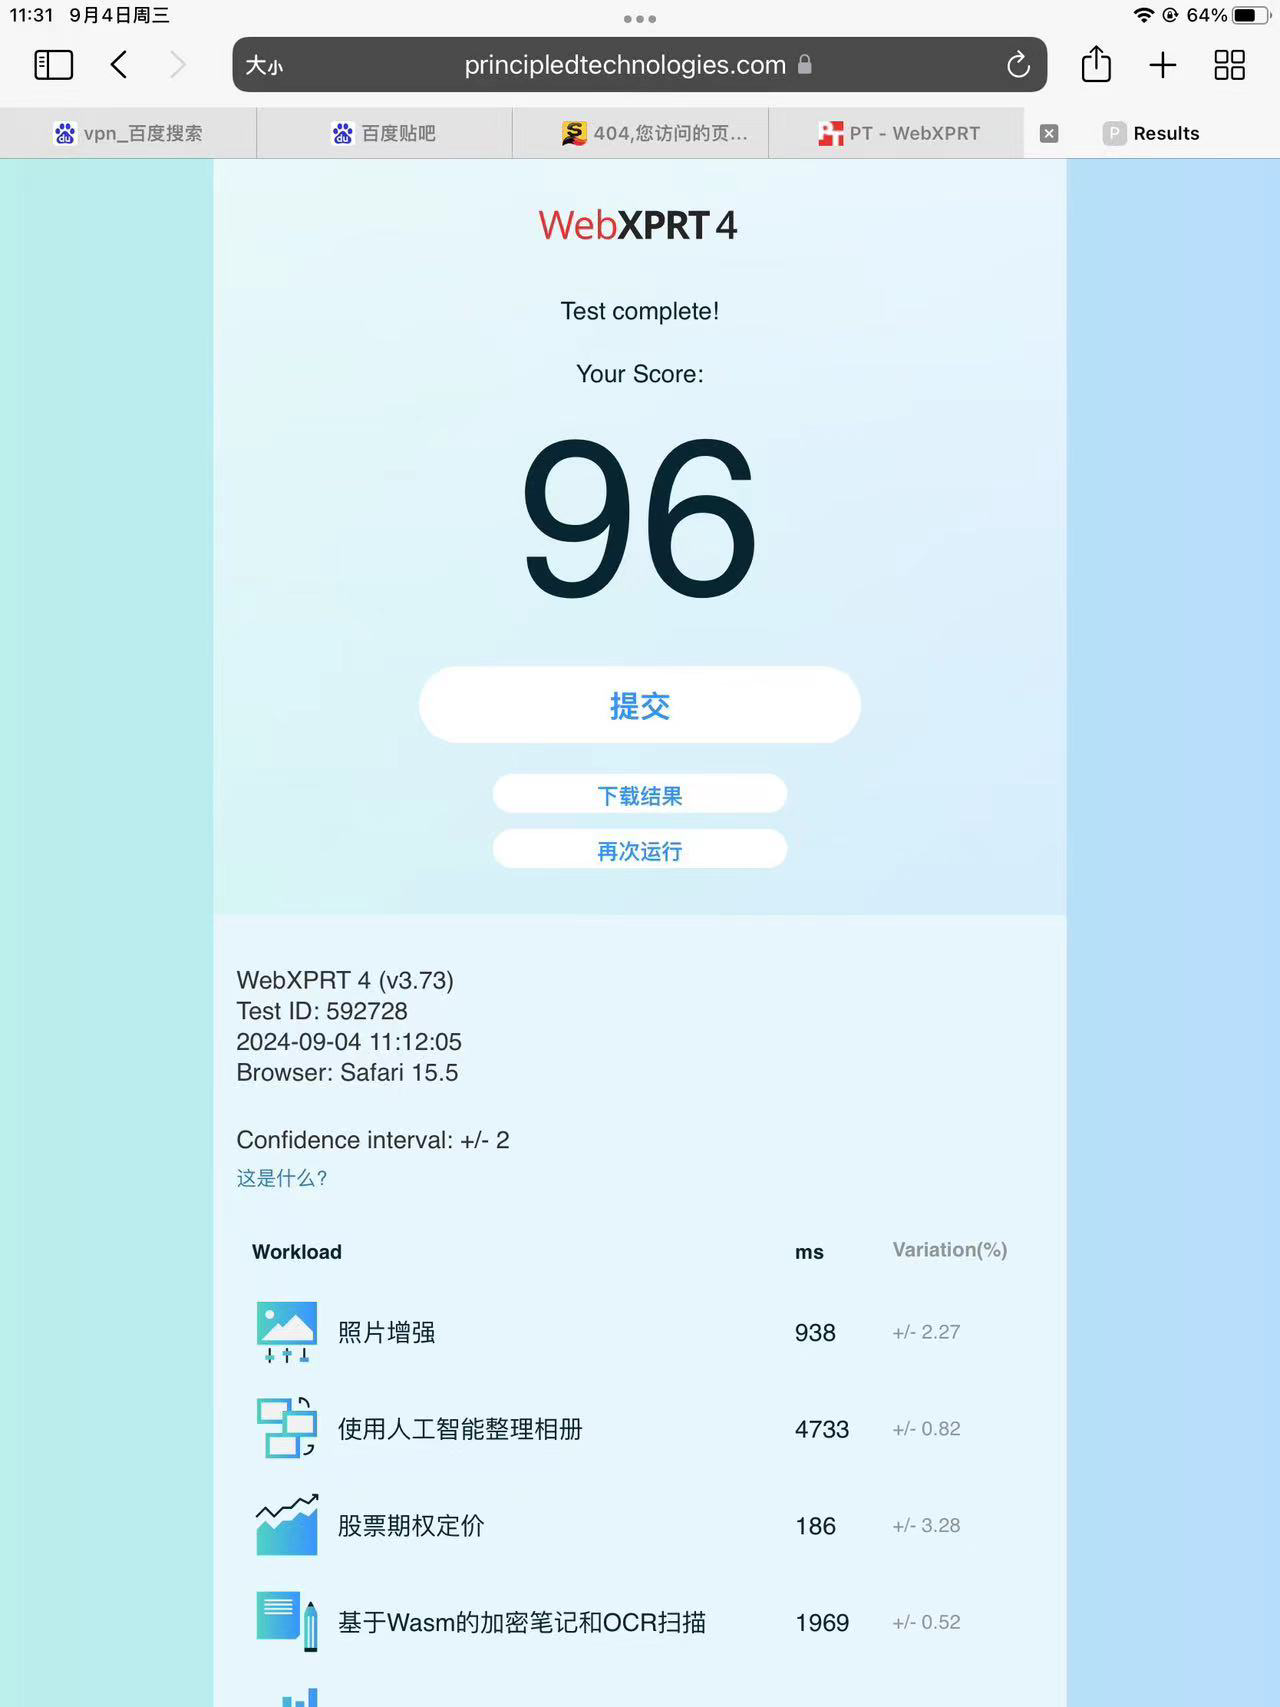 11:31 9月4日周三
64%
大小 principledtechnologies.com
vpn_百度搜索
百度贴吧
404,您访问的页...
PT - WebXPRT
Results
WebXPRT 4
Test complete!
Your Score:
96
提交
下载结果
再次运行
WebXPRT 4 (v3.73)
Test ID: 592728
2024-09-04 11:12:05
Browser: Safari 15.5
Confidence interval: +/- 2
这是什么?
Workload ms Variation(%)
照片增强 938 +/- 2.27
使用人工智能整理相册 4733 +/- 0.82
股票期权定价 186 +/- 3.28
基于Wasm的加密笔记和OCR扫描 1969 +/- 0.52